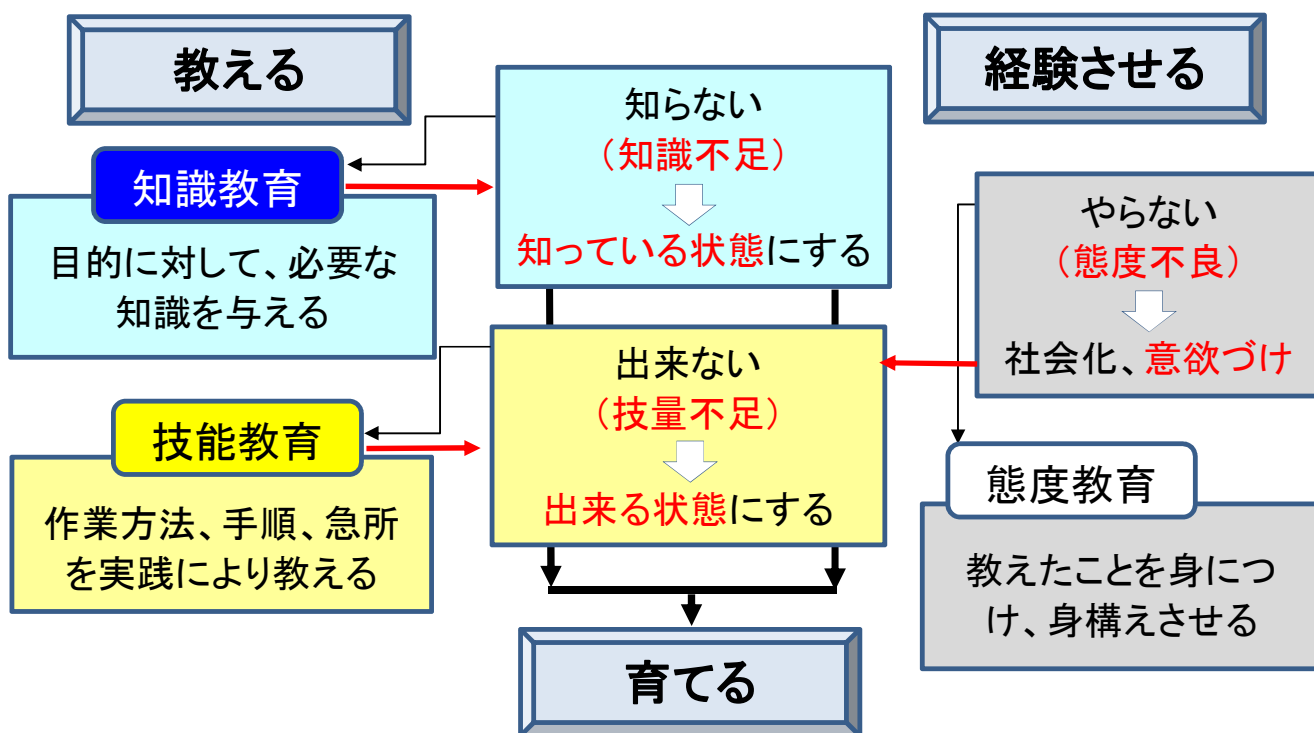 教える
経験させる
知らない
（知識不足）
知っている状態にする
知識教育
目的に対して、必要な
知識を与える
やらない
（態度不良）
社会化、意欲づけ
出来ない
（技量不足）
出来る状態にする
技能教育
作業方法、手順、急所
を実践により教える
態度教育
教えたことを身につ
け、身構えさせる
育てる